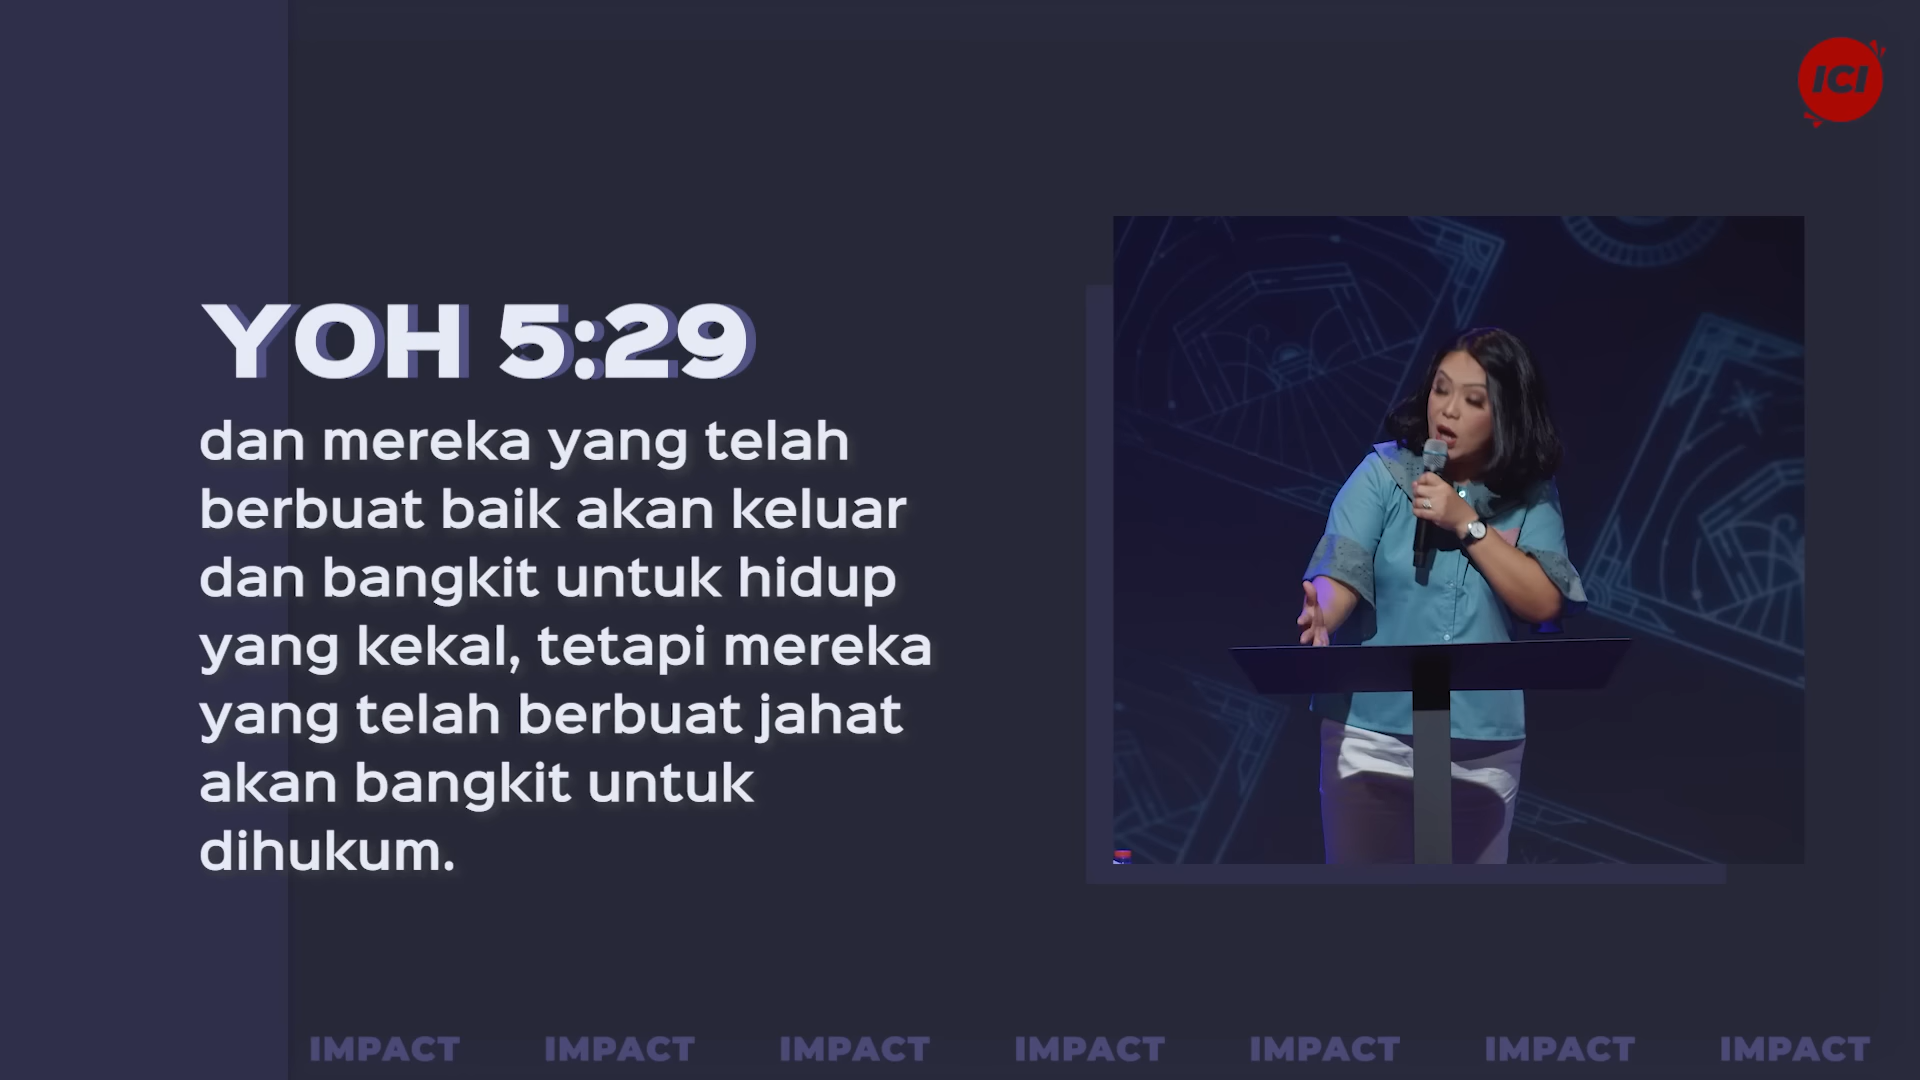 ICI
YOH 5:29
dan mereka yang telah
berbuat baik akan keluar
dan bangkit untuk hidup
yang kekal, tetapi mereka
yang telah berbuat jahat
akan bangkit untuk
dihukum.
IMPACT IMPACT IMPACT IMPACT IMPACT IMPACT IMPACT